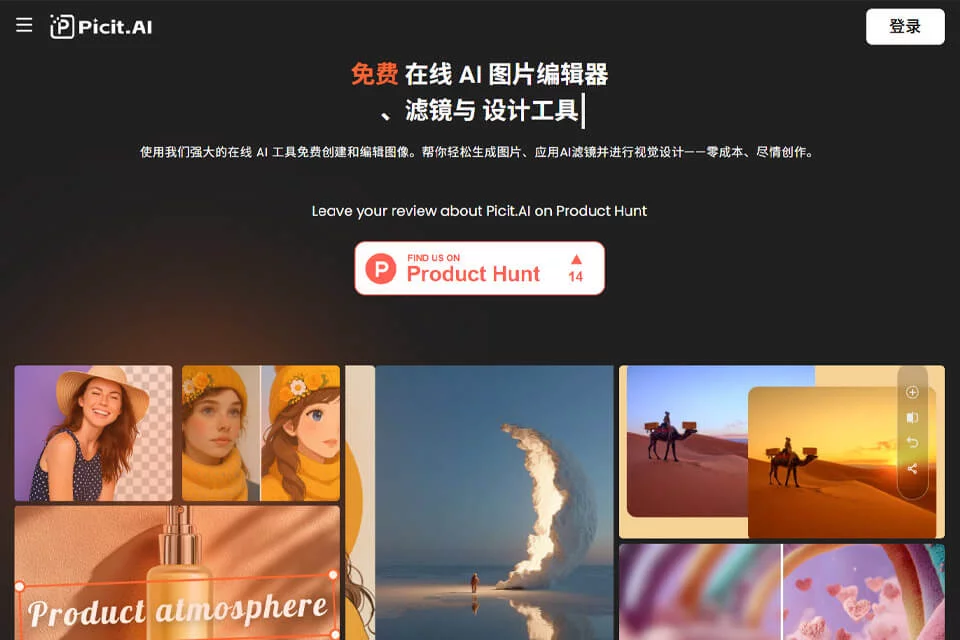 Picit.AI
登录
免费 在线 AI 图片编辑器
、滤镜与 设计工具
使用我们强大的在线 AI 工具免费创建和编辑图像。帮你轻松生成图片、应用AI滤镜并进行视觉设计——零成本、尽情创作。
Leave your review about Picit.AI on Product Hunt
P
FIND US ON
Product Hunt
14
Product atmosphere